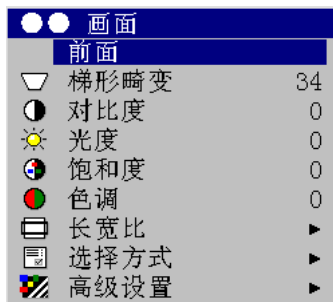 画面
前面
梯形畸变 34
对比度 0
光度 0
饱和度 0
色调 0
长宽比
选择方式
高级设置